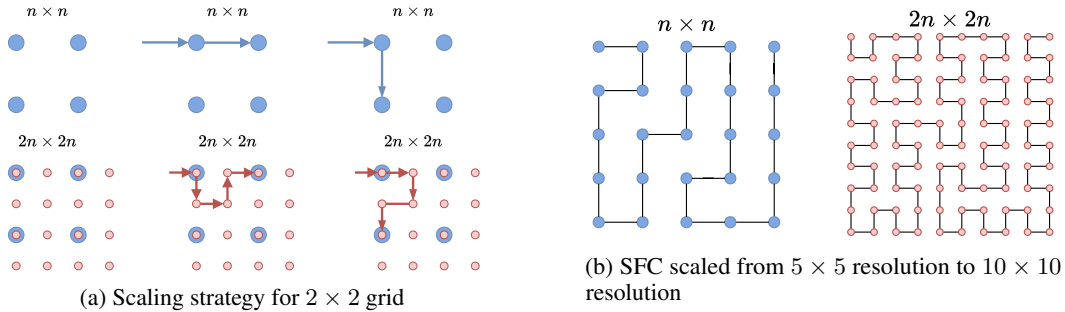 n × n
n × n
n × n
2n × 2n
2n × 2n
2n × 2n
(a) Scaling strategy for 2 × 2 grid
n × n
2n × 2n
(b) SFC scaled from 5 × 5 resolution to 10 × 10
resolution